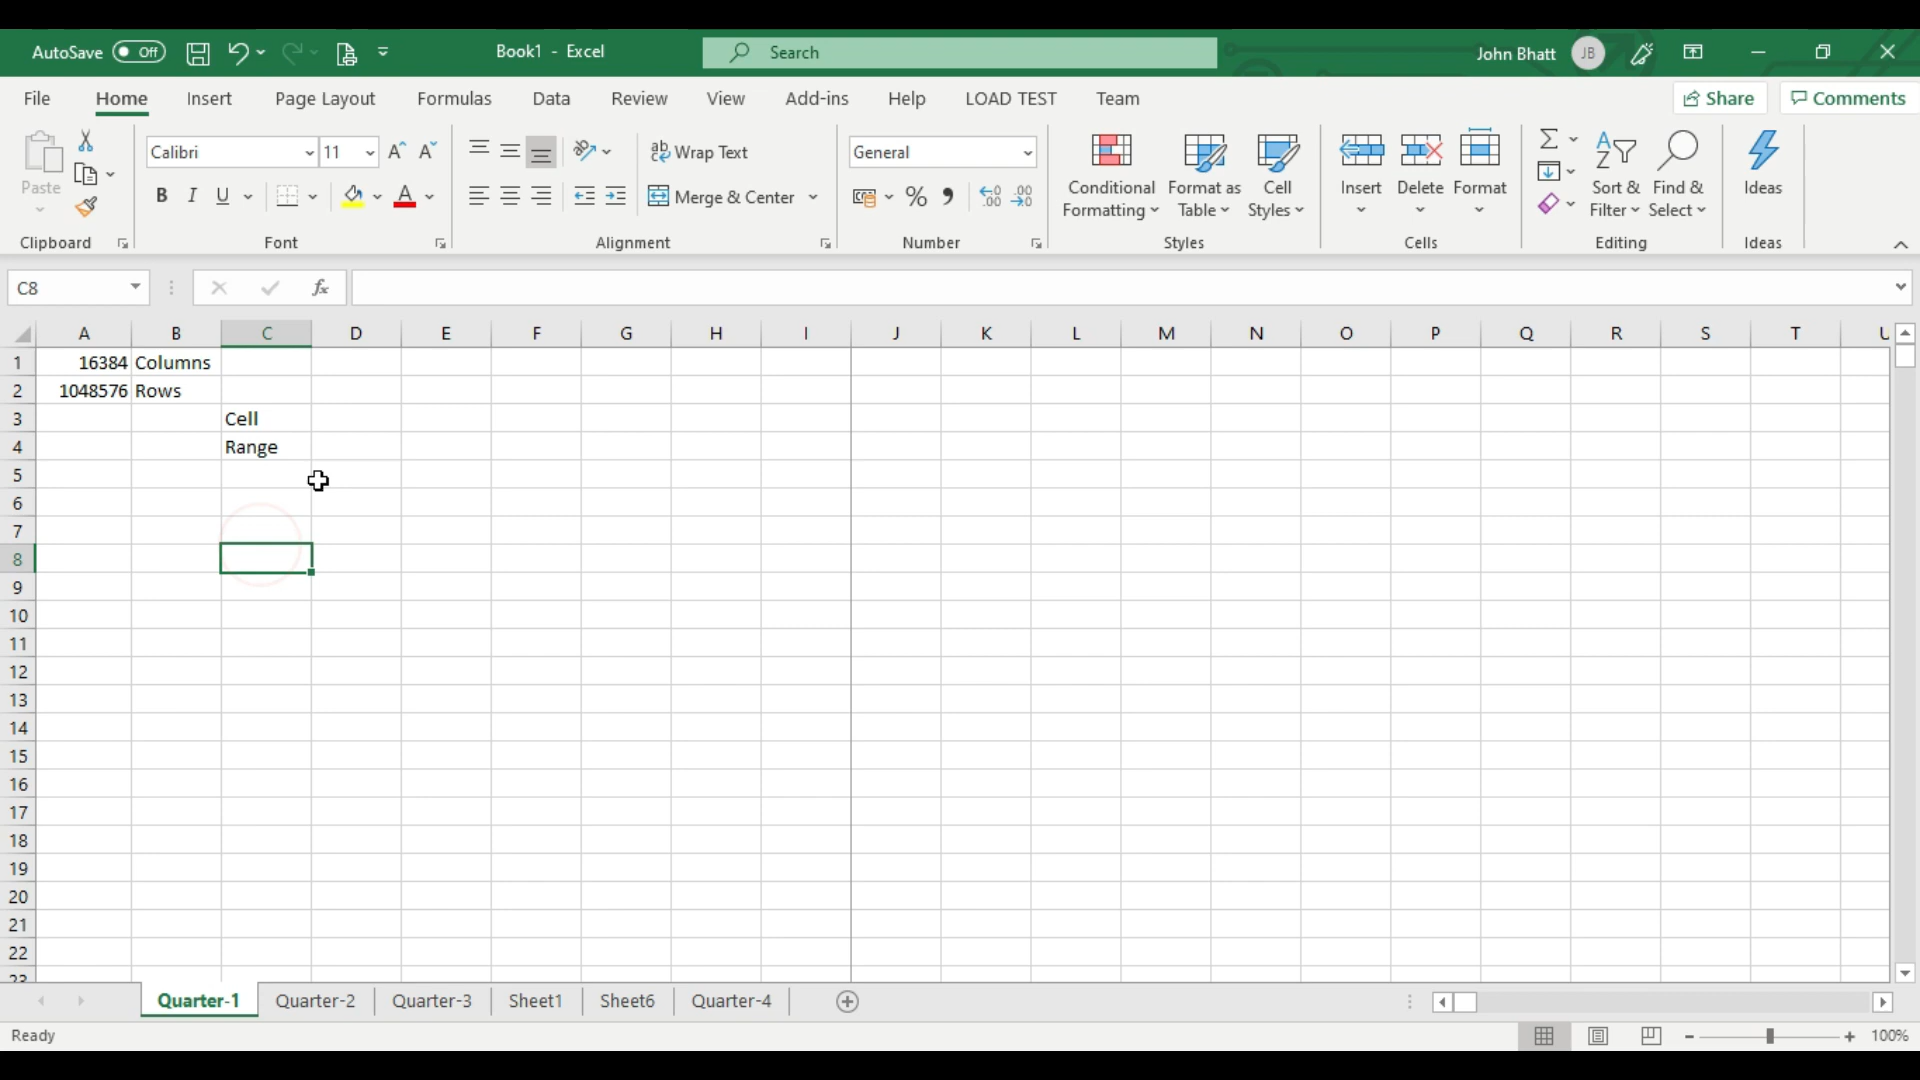 AutoSave Off Book1 - Excel Search John Bhatt JB
File Home Insert Page Layout Formulas Data Review View Add-ins Help LOAD TEST Team Share Comments
Paste Calibri 11 A A ab Wrap Text General Conditional Formatting Format as Table Cell Styles Insert Delete Format Sort & Filter Find & Select Ideas
B I U A Merge & Center % 
Clipboard Font Alignment Number Styles Cells Editing Ideas
C8 fx
A B C D E F G H I J K L M N O P Q R S T U
1 16384 Columns
2 1048576 Rows
3 Cell
4 Range
5
6
7
8
9
10
11
12
13
14
15
16
17
18
19
20
21
22
23
Quarter-1 Quarter-2 Quarter-3 Sheet1 Sheet6 Quarter-4
Ready 100%